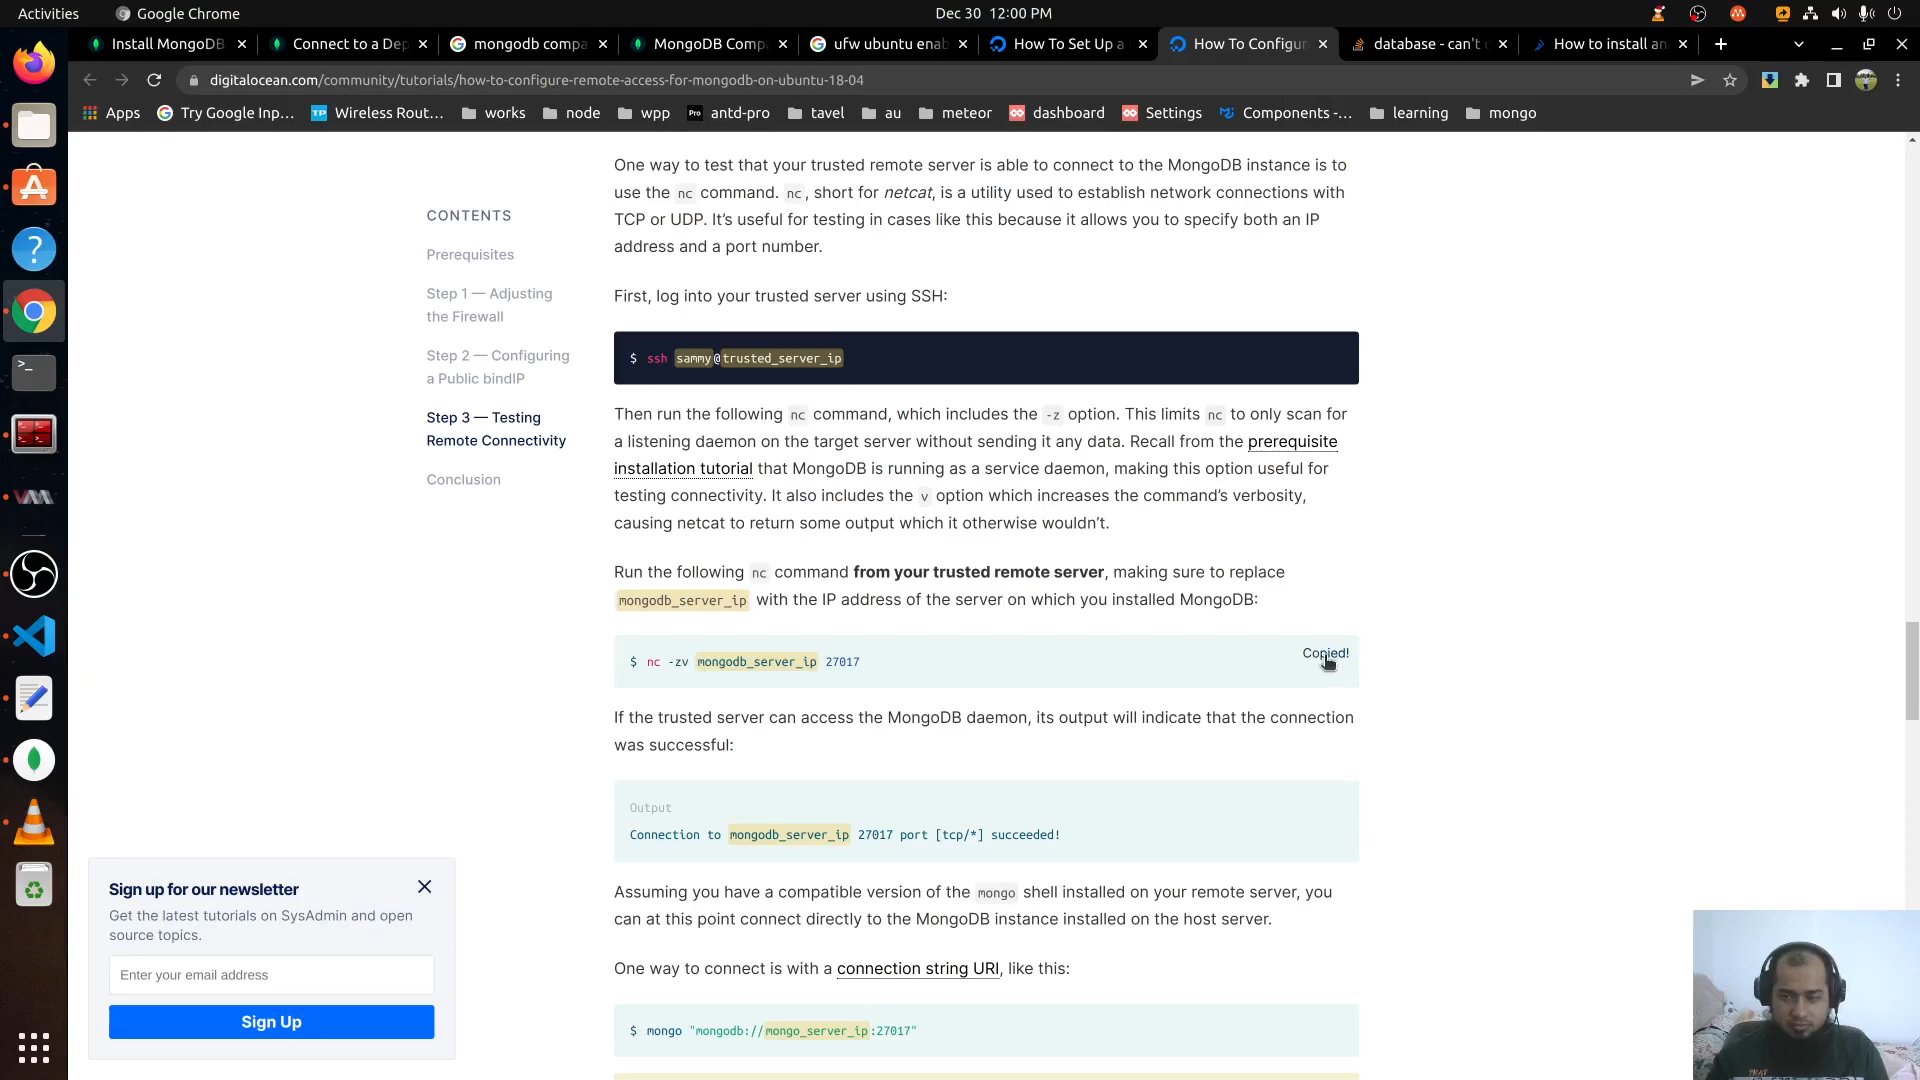 Activities
Google Chrome
Dec 30 12:00 PM
Install MongoDB
Connect to a Dep
mongodb compa
MongoDB Comp
ufw ubuntu enab
How To Set Up a
How To Configur
database - can't
How to install an
digitalocean.com/community/tutorials/how-to-configure-remote-access-for-mongodb-on-ubuntu-18-04
Apps
Try Google Inp...
TP
Wireless Rout...
works
node
wpp
Pro
antd-pro
tavel
au
meteor
dashboard
Settings
Components -...
learning
mongo
CONTENTS
Prerequisites
Step 1 — Adjusting
the Firewall
Step 2 — Configuring
a Public bindIP
Step 3 — Testing
Remote Connectivity
Conclusion
One way to test that your trusted remote server is able to connect to the MongoDB instance is to
use the nc command. nc, short for netcat, is a utility used to establish network connections with
TCP or UDP. It’s useful for testing in cases like this because it allows you to specify both an IP
address and a port number.
First, log into your trusted server using SSH:
$ ssh sammy@trusted_server_ip
Then run the following nc command, which includes the -z option. This limits nc to only scan for
a listening daemon on the target server without sending it any data. Recall from the prerequisite
installation tutorial that MongoDB is running as a service daemon, making this option useful for
testing connectivity. It also includes the v option which increases the command’s verbosity,
causing netcat to return some output which it otherwise wouldn’t.
Run the following nc command from your trusted remote server, making sure to replace
mongodb_server_ip with the IP address of the server on which you installed MongoDB:
$ nc -zv mongodb_server_ip 27017
Copied!
If the trusted server can access the MongoDB daemon, its output will indicate that the connection
was successful:
Output
Connection to mongodb_server_ip 27017 port [tcp/*] succeeded!
Assuming you have a compatible version of the mongo shell installed on your remote server, you
can at this point connect directly to the MongoDB instance installed on the host server.
One way to connect is with a connection string URI, like this:
$ mongo "mongodb://mongo_server_ip:27017"
Sign up for our newsletter
Get the latest tutorials on SysAdmin and open
source topics.
Enter your email address
Sign Up